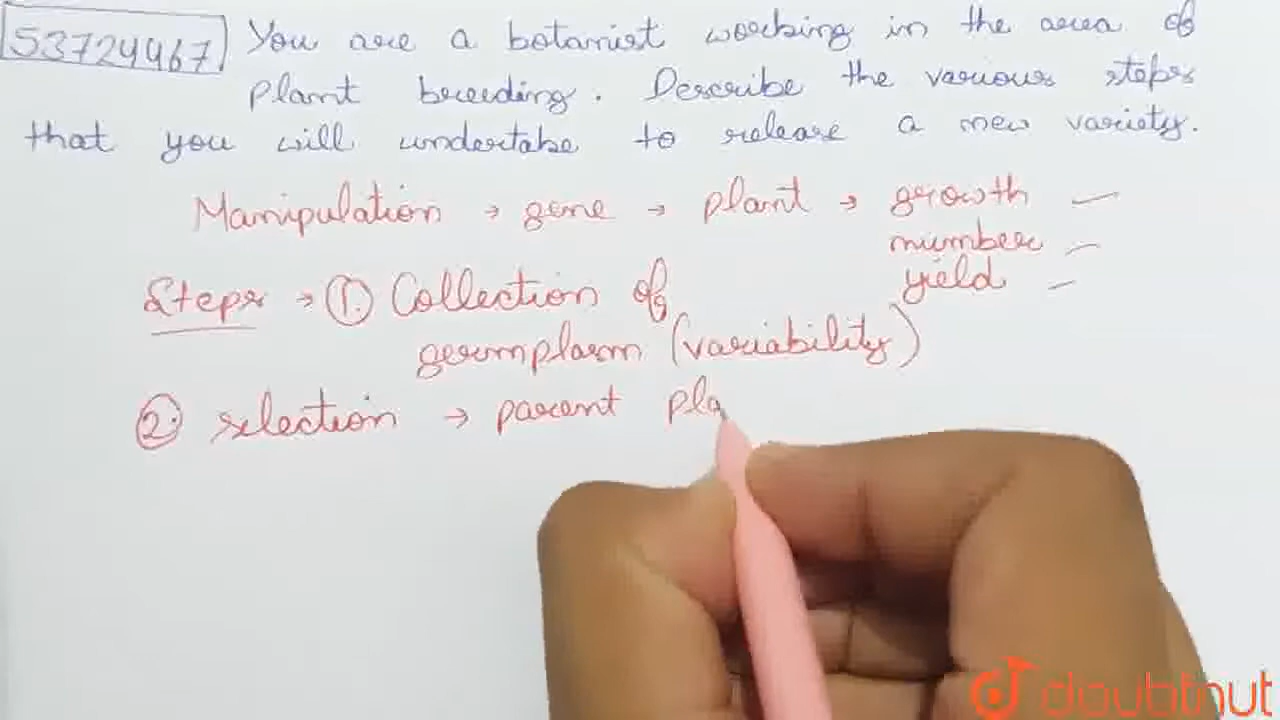 53724467 You are a botanist working in the area of
plant breeding. Describe the various steps
that you will undertake to release a new variety.
Manipulation → gene → plant → growth
number
yield
Steps → 1. Collection of
germplasm (variability)
2. selection → parent pla
doubtnut